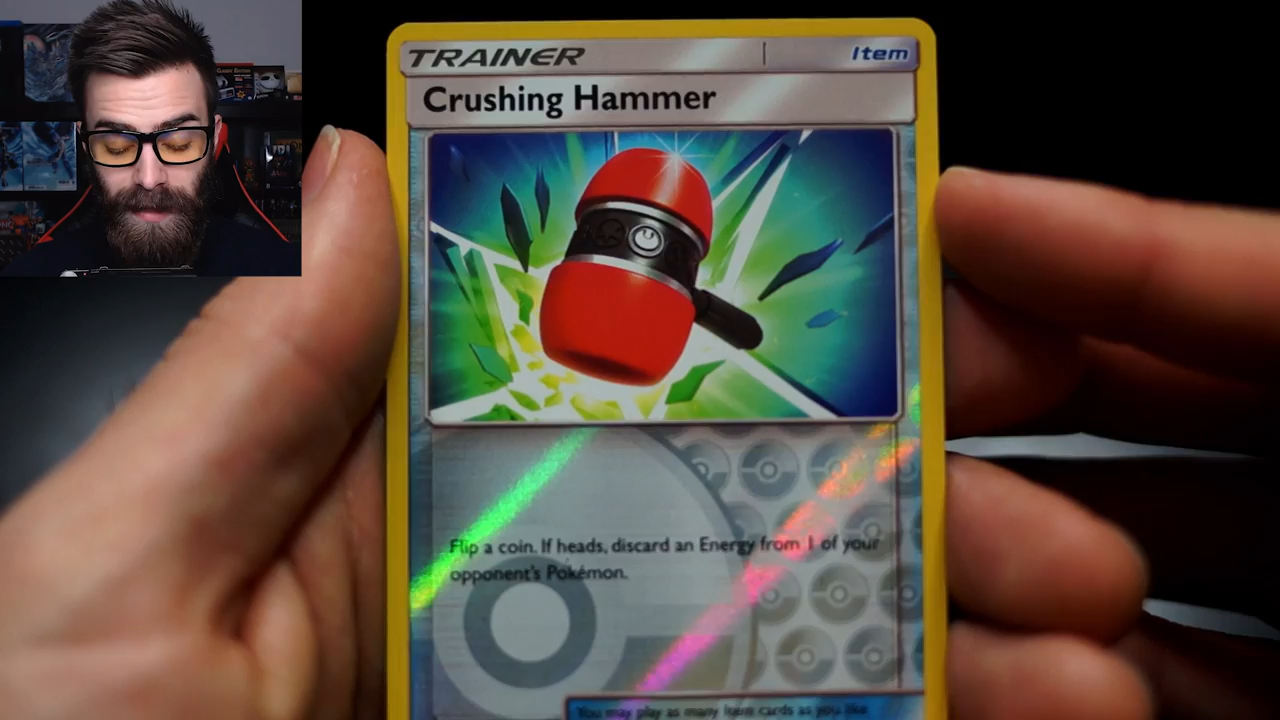 TRAINER
Item
Crushing Hammer
Flip a coin. If heads, discard an Energy from 1 of your
opponent's Pokémon.
You may play as many Item cards as you like